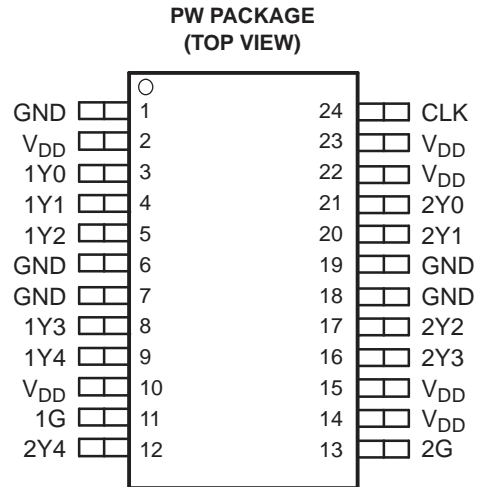 PW PACKAGE
(TOP VIEW)
GND 1 24 CLK
VDD 2 23 VDD
1Y0 3 22 VDD
1Y1 4 21 2Y0
1Y2 5 20 2Y1
GND 6 19 GND
GND 7 18 GND
1Y3 8 17 2Y2
1Y4 9 16 2Y3
VDD 10 15 VDD
1G 11 14 VDD
2Y4 12 13 2G